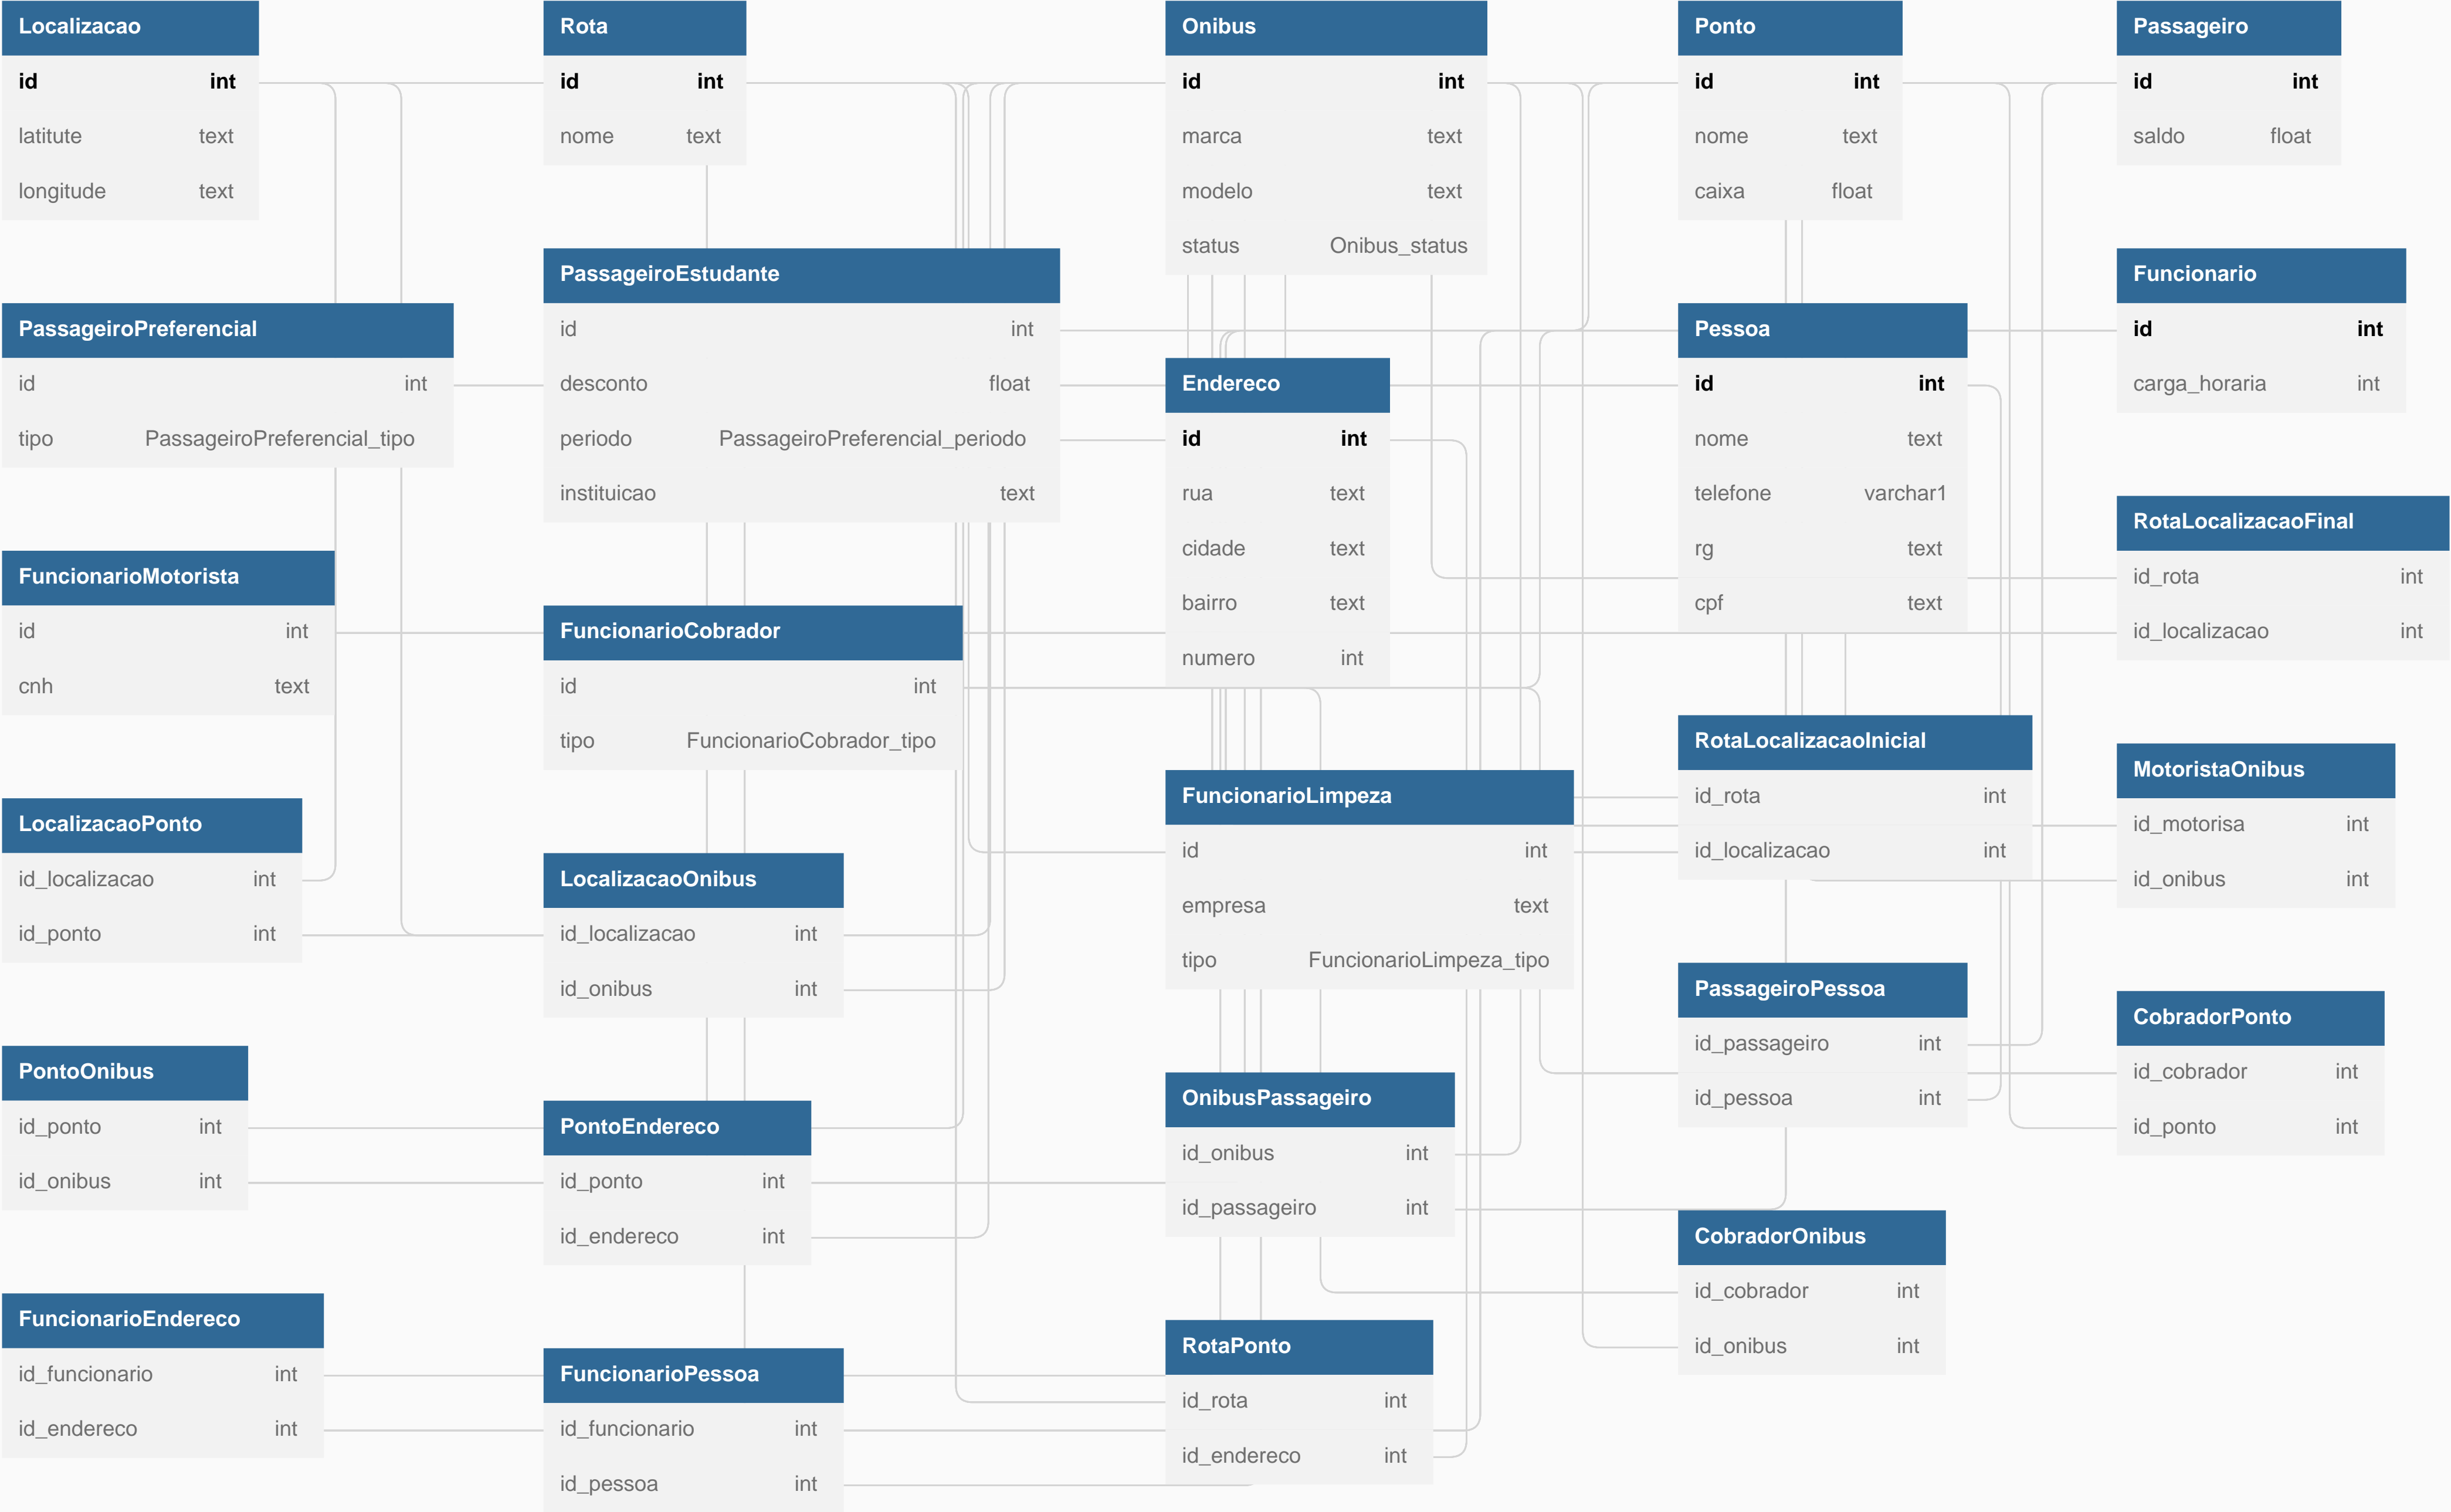 Localizacao
id int
latitute text
longitude text
PassageiroPreferencial
id int
tipo PassageiroPreferencial_tipo
FuncionarioMotorista
id int
cnh text
LocalizacaoPonto
id_localizacao int
id_ponto int
PontoOnibus
id_ponto int
id_onibus int
FuncionarioEndereco
id_funcionario int
id_endereco int
Rota
id int
nome text
PassageiroEstudante
id int
desconto float
periodo PassageiroPreferencial_periodo
instituicao text
FuncionarioCobrador
id int
tipo FuncionarioCobrador_tipo
LocalizacaoOnibus
id_localizacao int
id_onibus int
PontoEndereco
id_ponto int
id_endereco int
FuncionarioPessoa
id_funcionario int
id_pessoa int
Onibus
id int
marca text
modelo text
status Onibus_status
Endereco
id int
rua text
cidade text
bairro text
numero int
FuncionarioLimpeza
id int
empresa text
tipo FuncionarioLimpeza_tipo
OnibusPassageiro
id_onibus int
id_passageiro int
RotaPonto
id_rota int
id_endereco int
Ponto
id int
nome text
caixa float
Pessoa
id int
nome text
telefone varchar1
rg text
cpf text
RotaLocalizacaoInicial
id_rota int
id_localizacao int
PassageiroPessoa
id_passageiro int
id_pessoa int
CobradorOnibus
id_cobrador int
id_onibus int
Passageiro
id int
saldo float
Funcionario
id int
carga_horaria int
RotaLocalizacaoFinal
id_rota int
id_localizacao int
MotoristaOnibus
id_motorisa int
id_onibus int
CobradorPonto
id_cobrador int
id_ponto int